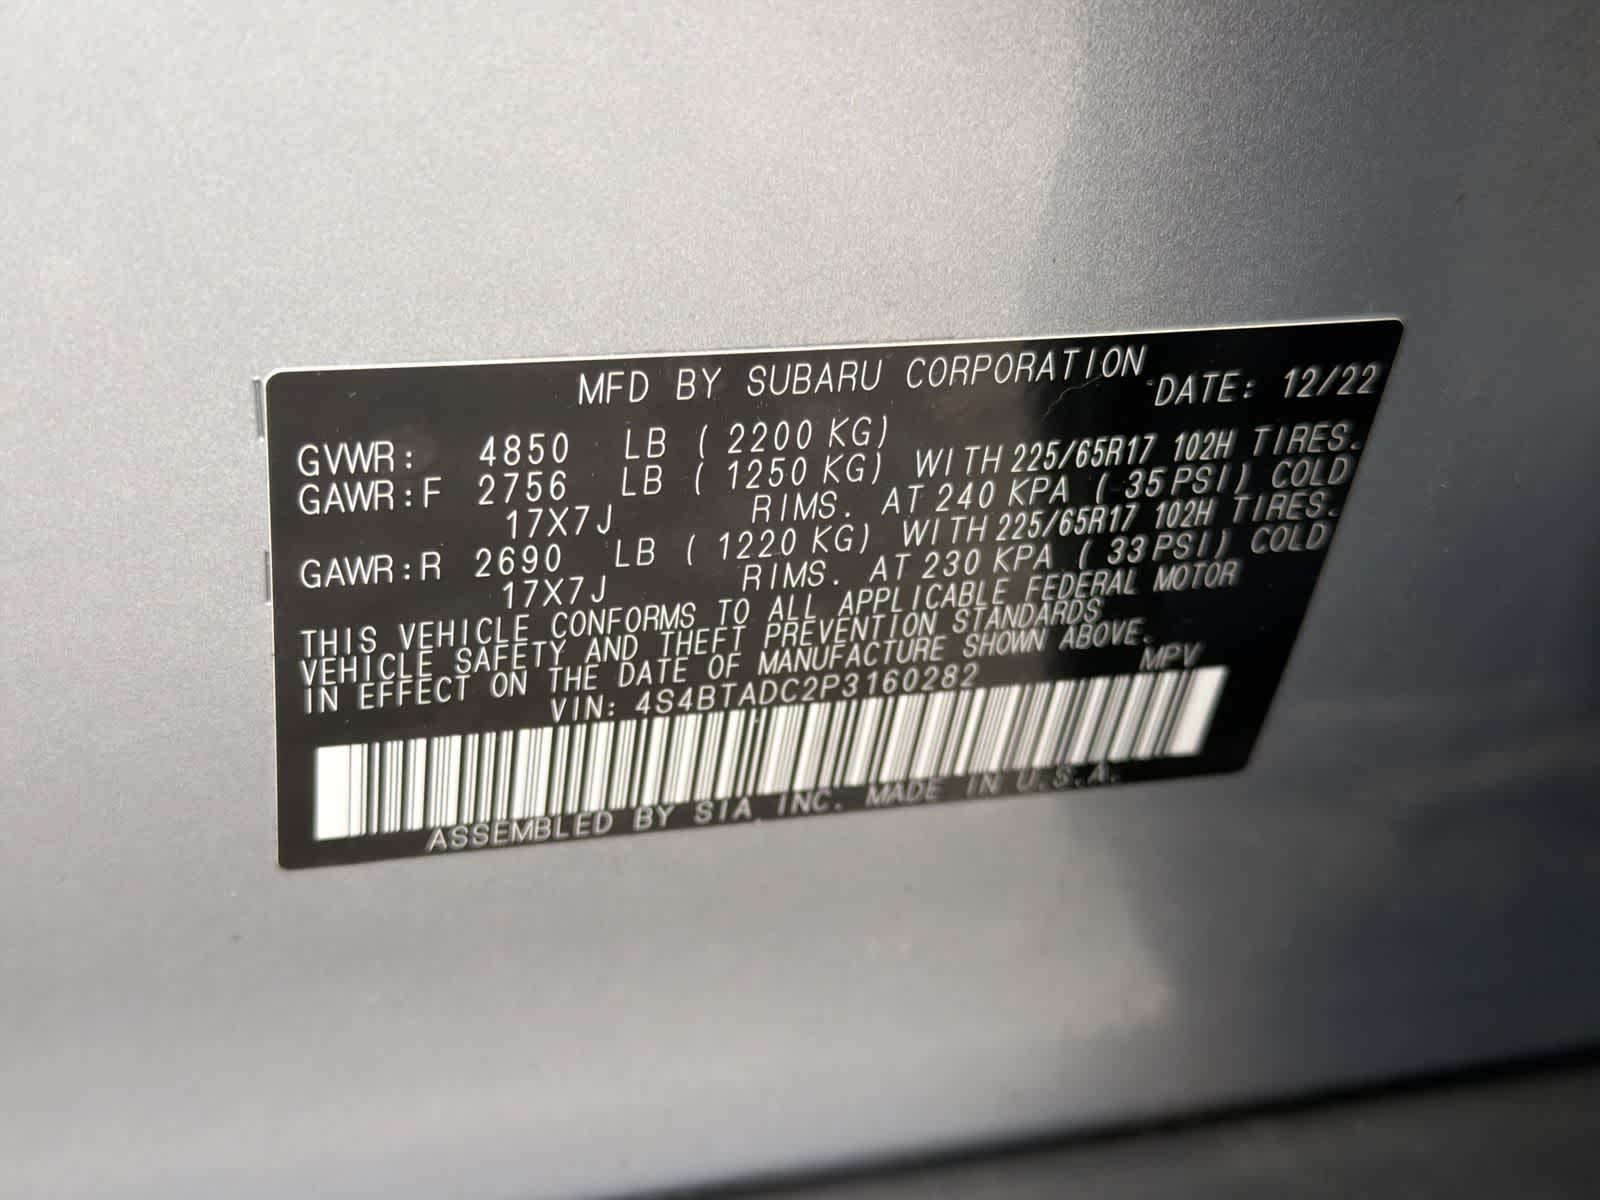 MFD BY SUBARU CORPORATION DATE: 12/22
GVWR: 4850 LB ( 2200 KG)
GAWR:F 2756 LB ( 1250 KG) WITH 225/65R17 102H TIRES.
17X7J RIMS. AT 240 KPA ( 35 PSI) COLD
GAWR:R 2690 LB ( 1220 KG) WITH 225/65R17 102H TIRES.
17X7J RIMS. AT 230 KPA ( 33 PSI) COLD
THIS VEHICLE CONFORMS TO ALL APPLICABLE FEDERAL MOTOR
VEHICLE SAFETY AND THEFT PREVENTION STANDARDS
IN EFFECT ON THE DATE OF MANUFACTURE SHOWN ABOVE.
VIN: 4S4BTADC2P3160282 MPV
ASSEMBLED BY SIA INC. MADE IN U.S.A.